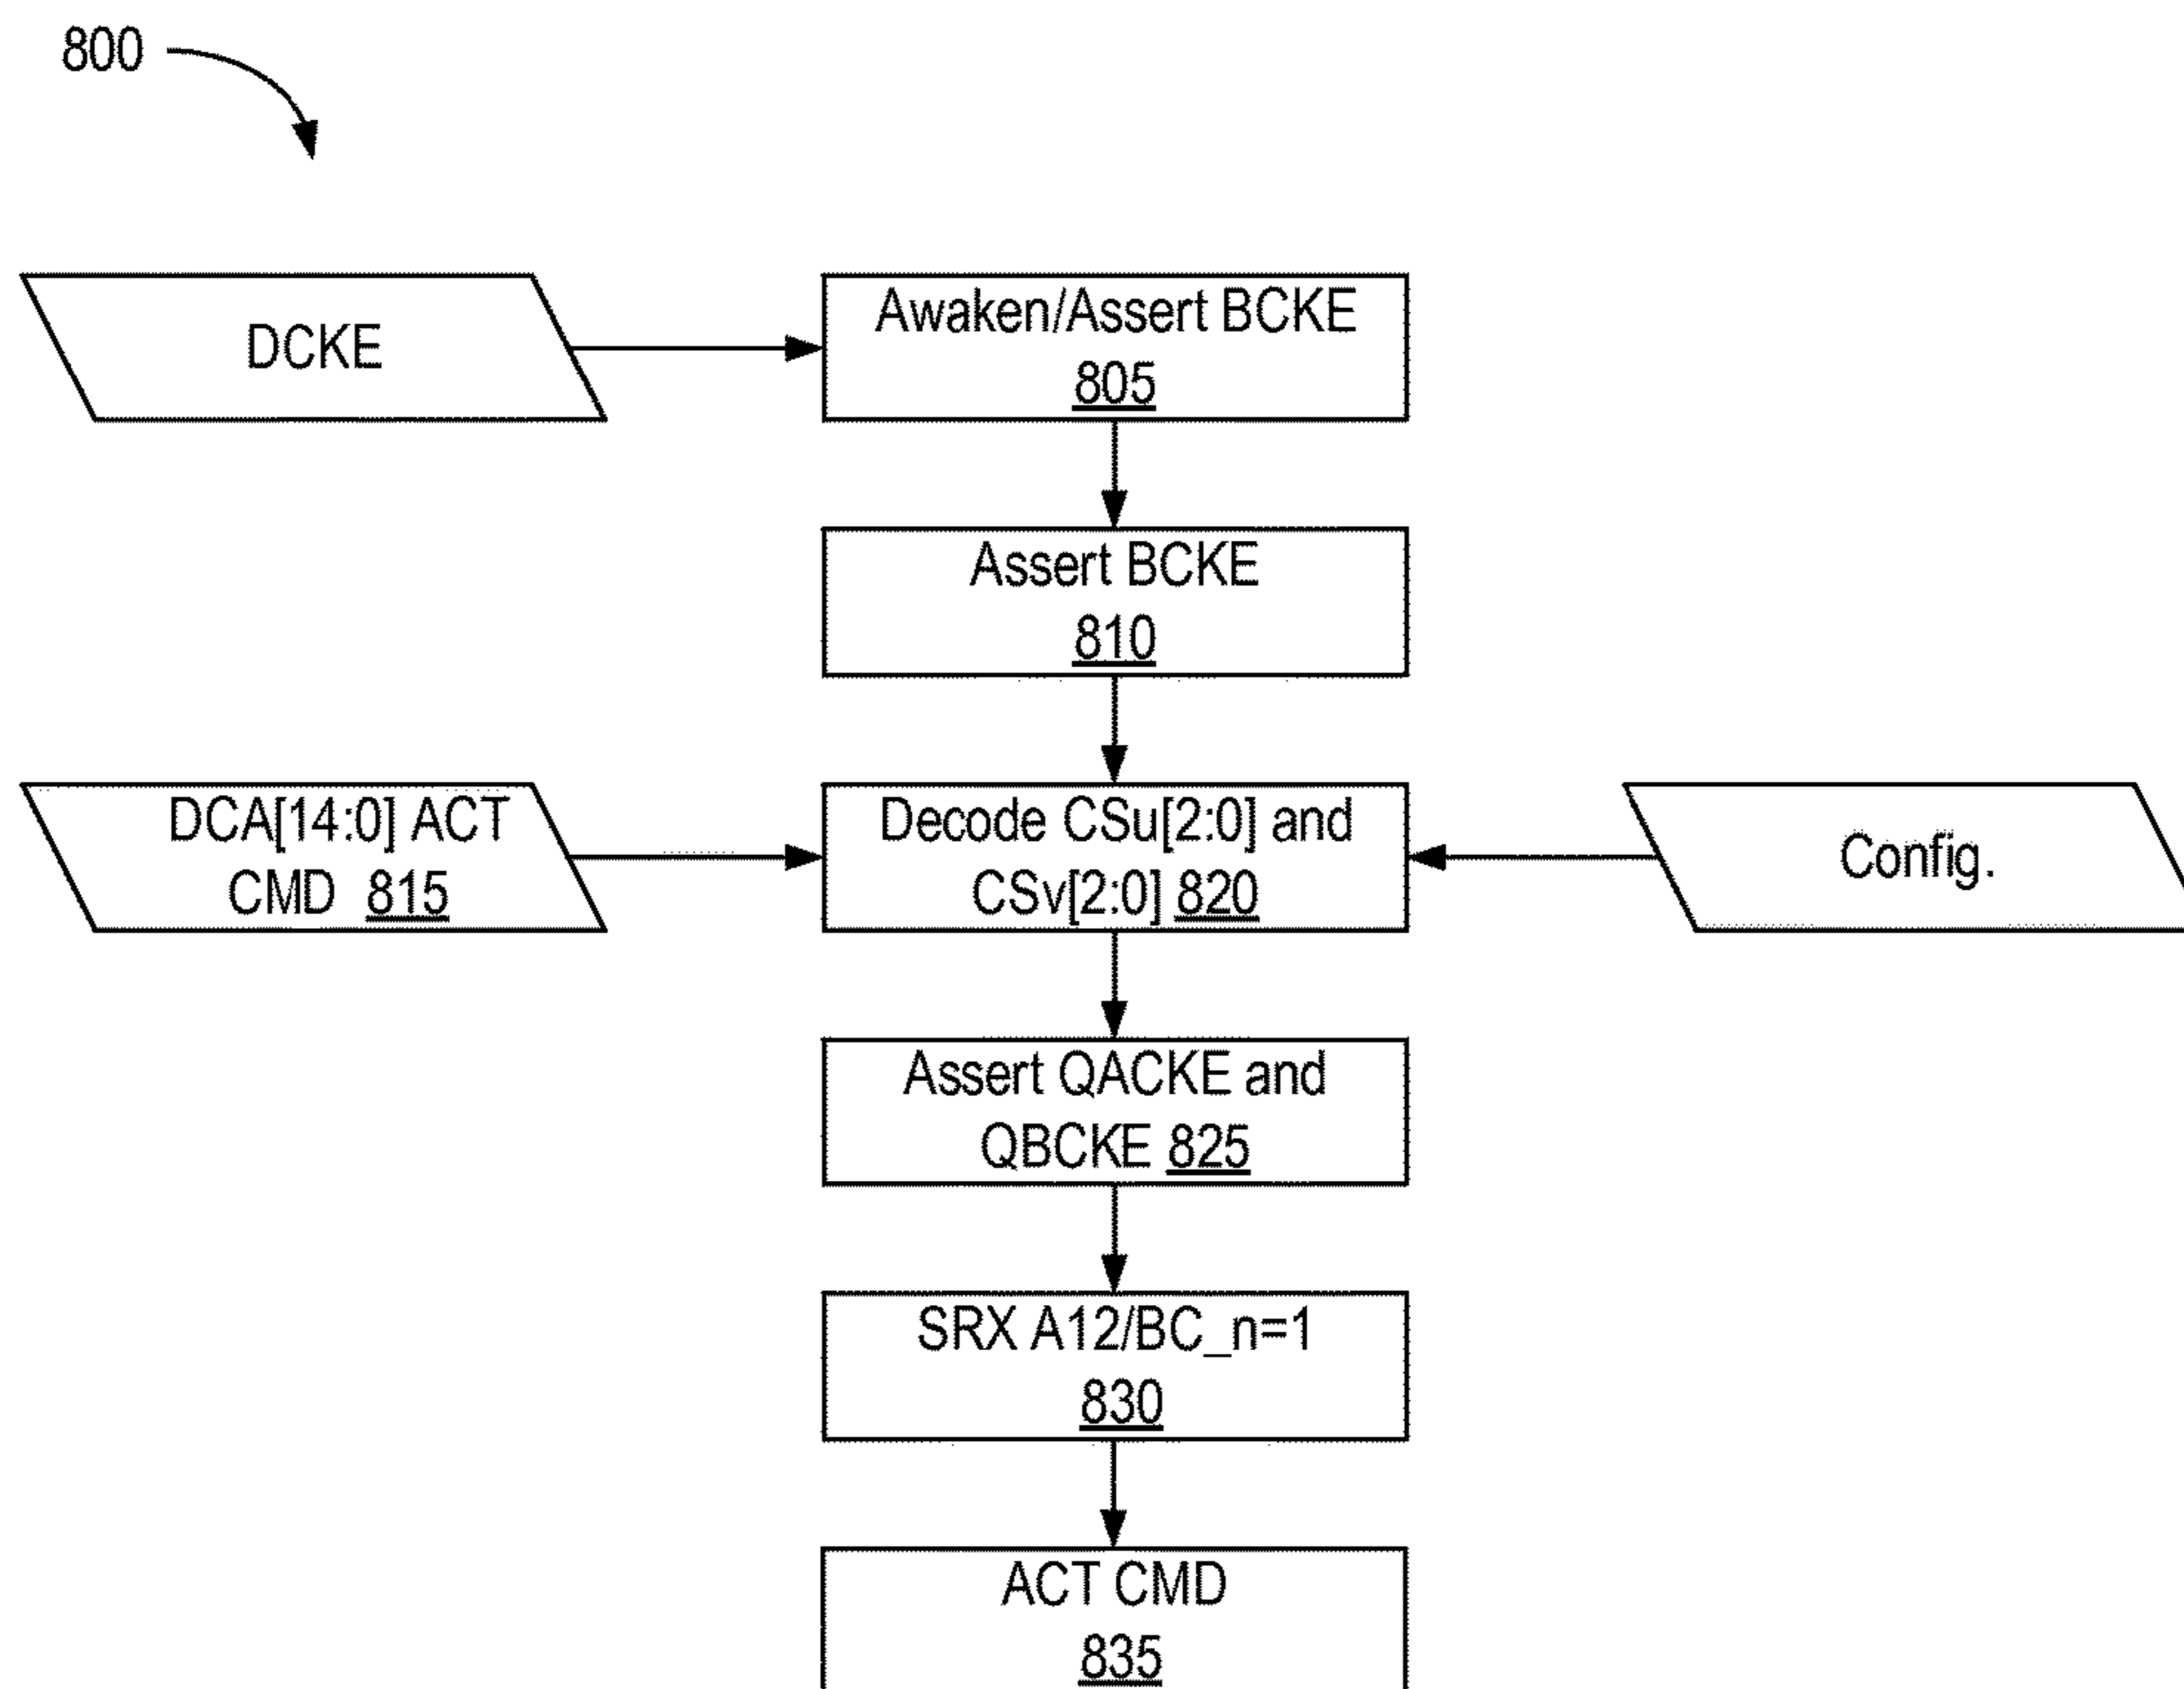 800
DCKE
Awaken/Assert BCKE
805
Assert BCKE
810
DCA[14:0] ACT
CMD 815
Decode CSu[2:0] and
CSv[2:0] 820
Config.
Assert QACKE and
QBCKE 825
SRX A12/BC_n=1
830
ACT CMD
835